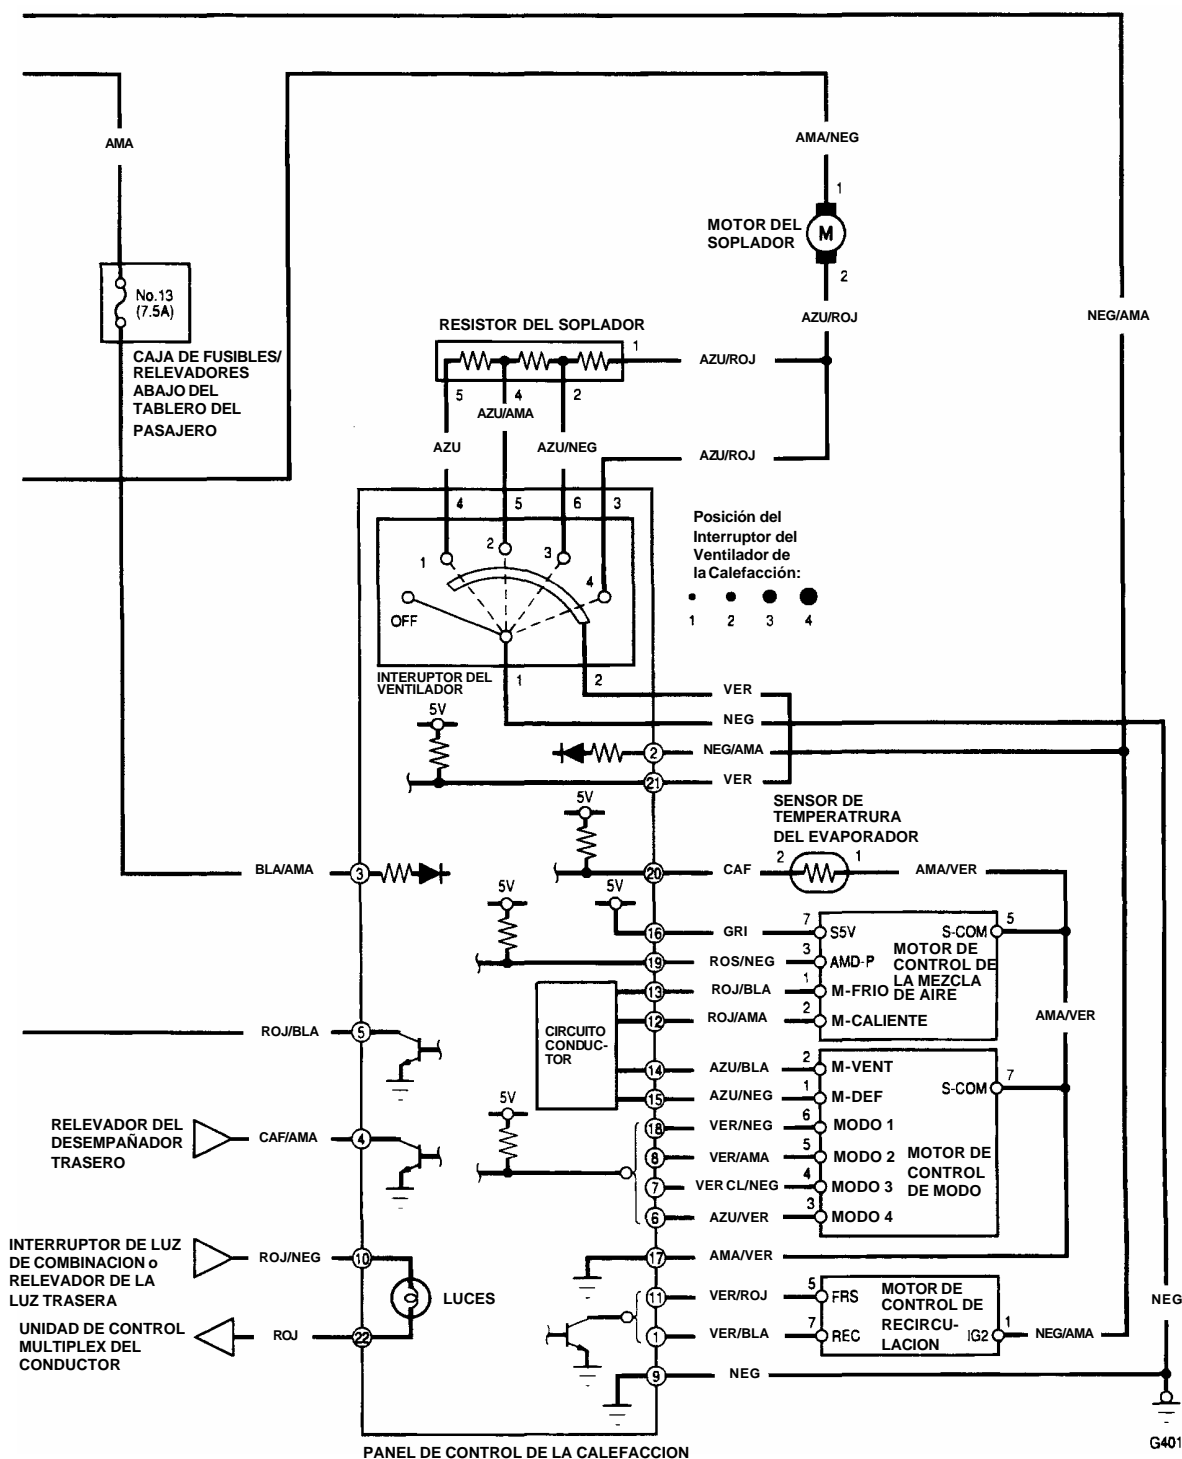 AMA
AMA/NEG
1
MOTOR DEL
SOPLADOR
M
2
AZU/ROJ
NEG/AMA
No.13
(7.5A)
CAJA DE FUSIBLES/
RELEVADORES
ABAJO DEL
TABLERO DEL
PASAJERO
RESISTOR DEL SOPLADOR
1
AZU/ROJ
5
4
2
AZU/AMA
AZU
AZU/NEG
AZU/ROJ
4
5
6
3
Posición del
Interruptor del
Ventilador de
la Calefacción:
1
2
3
4
1
2
3
4
OFF
INTERUPTOR DEL
VENTILADOR
1
2
VER
NEG
5V
2
NEG/AMA
21
VER
5V
SENSOR DE
TEMPERATRURA
DEL EVAPORADOR
BLA/AMA
3
20
CAF
2
1
AMA/VER
5V
5V
16
GRI
7
S5V
S-COM
5
19
ROS/NEG
3
AMD-P
MOTOR DE
CONTROL DE
LA MEZCLA
DE AIRE
13
ROJ/BLA
1
M-FRIO
12
ROJ/AMA
2
M-CALIENTE
AMA/VER
CIRCUITO
CONDUC-
TOR
ROJ/BLA
5
14
AZU/BLA
2
M-VENT
15
AZU/NEG
1
M-DEF
S-COM
7
5V
18
VER/NEG
6
MODO 1
8
VER/AMA
5
MODO 2
7
VER CL/NEG
4
MODO 3
6
AZU/VER
3
MODO 4
MOTOR DE
CONTROL
DE MODO
RELEVADOR DEL
DESEMPAÑADOR
TRASERO
CAF/AMA
4
17
AMA/VER
INTERRUPTOR DE LUZ
DE COMBINACION o
RELEVADOR DE LA
LUZ TRASERA
ROJ/NEG
10
LUCES
UNIDAD DE CONTROL
MULTIPLEX DEL
CONDUCTOR
ROJ
22
11
VER/ROJ
5
FRS
1
VER/BLA
7
REC
MOTOR DE
CONTROL DE
RECIRCU-
LACION
IG2
1
NEG/AMA
NEG
9
NEG
G401
PANEL DE CONTROL DE LA CALEFACCION